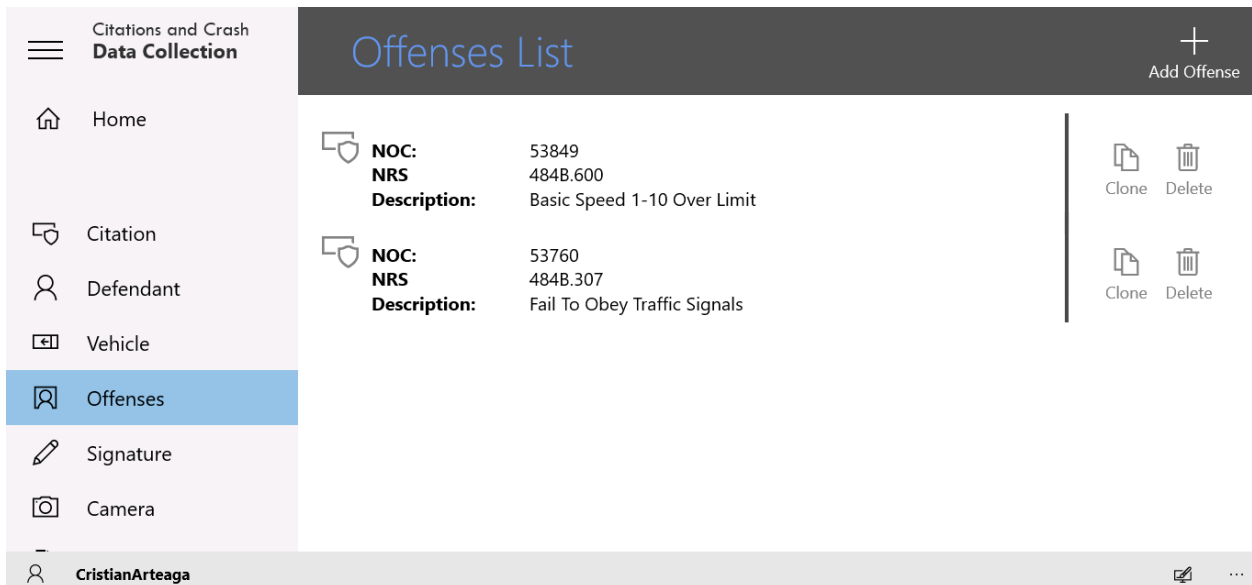 Citations and Crash
Data Collection
Offenses List
Add Offense
Home
Citation
Defendant
Vehicle
Offenses
Signature
Camera
NOC: 53849
NRS 484B.600
Description: Basic Speed 1-10 Over Limit
Clone Delete
NOC: 53760
NRS 484B.307
Description: Fail To Obey Traffic Signals
Clone Delete
CristianArteaga